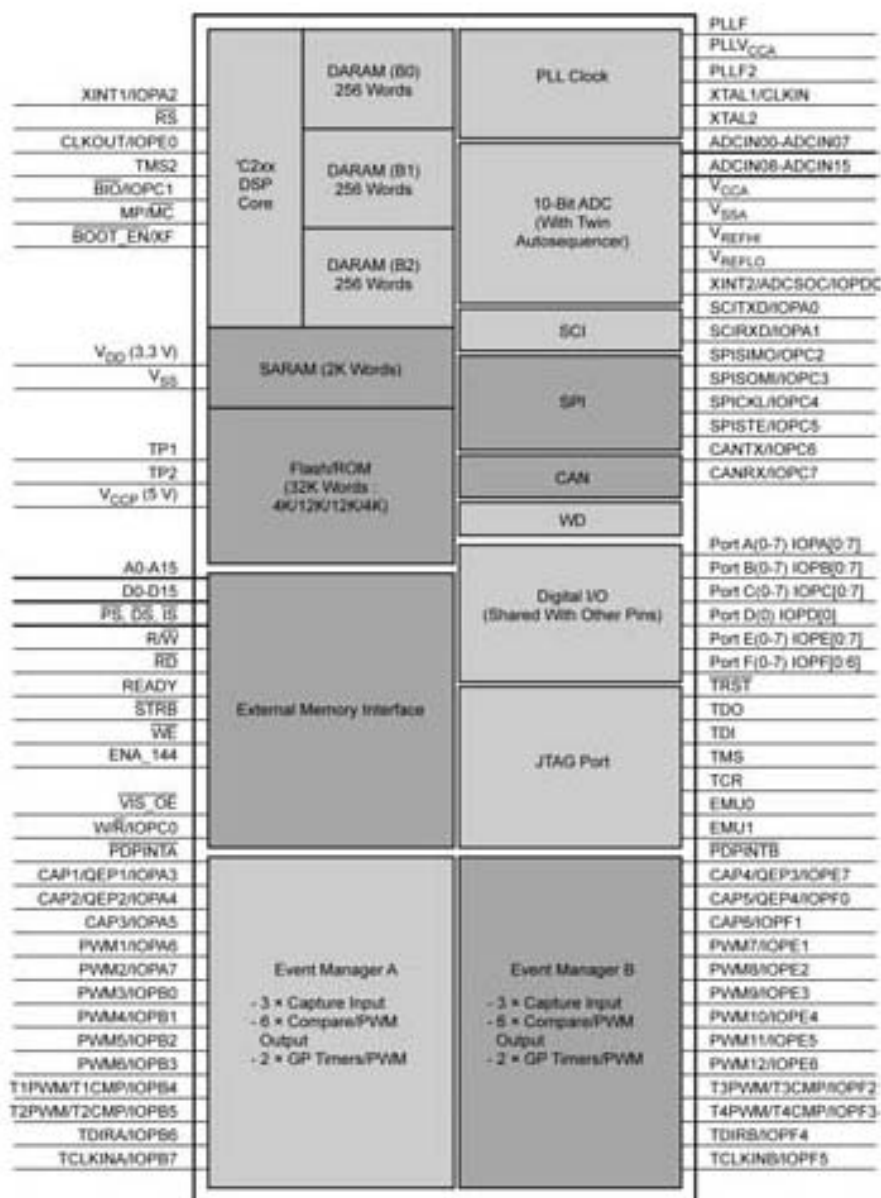 XINT1/IOPA2
RS
CLKOUT/IOPE0
TMS2
BIO/IOPC1
MP/MC
BOOT_EN/XF
VDD (3.3 V)
VSS
TP1
TP2
VCCP (5 V)
A0-A15
D0-D15
PS, DS, IS
R/W
RD
READY
STRB
WE
ENA_144
VIS_OE
W/R/IOPC0
PDPINTA
CAP1/QEP1/IOPA3
CAP2/QEP2/IOPA4
CAP3/IOPA5
PWM1/IOPA6
PWM2/IOPA7
PWM3/IOPB0
PWM4/IOPB1
PWM5/IOPB2
PWM6/IOPB3
T1PWM/T1CMP/IOPB4
T2PWM/T2CMP/IOPB5
TDIRA/IOPB6
TCLKINA/IOPB7
'C2xx
DSP
Core
DARAM (B0)
256 Words
DARAM (B1)
256 Words
DARAM (B2)
256 Words
SARAM (2K Words)
Flash/ROM
(32K Words :
4K/12K/12K/4K)
External Memory Interface
Event Manager A
- 3 × Capture Input
- 6 × Compare/PWM
Output
- 2 × GP Timers/PWM
PLL Clock
10-Bit ADC
(With Twin
Autosequencer)
SCI
SPI
CAN
WD
Digital I/O
(Shared With Other Pins)
JTAG Port
Event Manager B
- 3 × Capture Input
- 6 × Compare/PWM
Output
- 2 × GP Timers/PWM
PLLF
PLLVCCA
PLLF2
XTAL1/CLKIN
XTAL2
ADCIN00-ADCIN07
ADCIN08-ADCIN15
VCCA
VSSA
VREFHI
VREFLO
XINT2/ADCSOC/IOPDO
SCITXD/IOPA0
SCIRXD/IOPA1
SPISIMO/OPC2
SPISOMI/IOPC3
SPICKL/IOPC4
SPISTE/IOPC5
CANTX/IOPC6
CANRX/IOPC7
Port A(0-7) IOPA[0:7]
Port B(0-7) IOPB[0:7]
Port C(0-7) IOPC[0:7]
Port D(0) IOPD[0]
Port E(0-7) IOPE[0:7]
Port F(0-7) IOPF[0:6]
TRST
TDO
TDI
TMS
TCR
EMU0
EMU1
PDPINTB
CAP4/QEP3/IOPE7
CAP5/QEP4/IOPF0
CAP6/IOPF1
PWM7/IOPE1
PWM8/IOPE2
PWM9/IOPE3
PWM10/IOPE4
PWM11/IOPE5
PWM12/IOPE6
T3PWM/T3CMP/IOPF2
T4PWM/T4CMP/IOPF3
TDIRB/IOPF4
TCLKINB/IOPF5